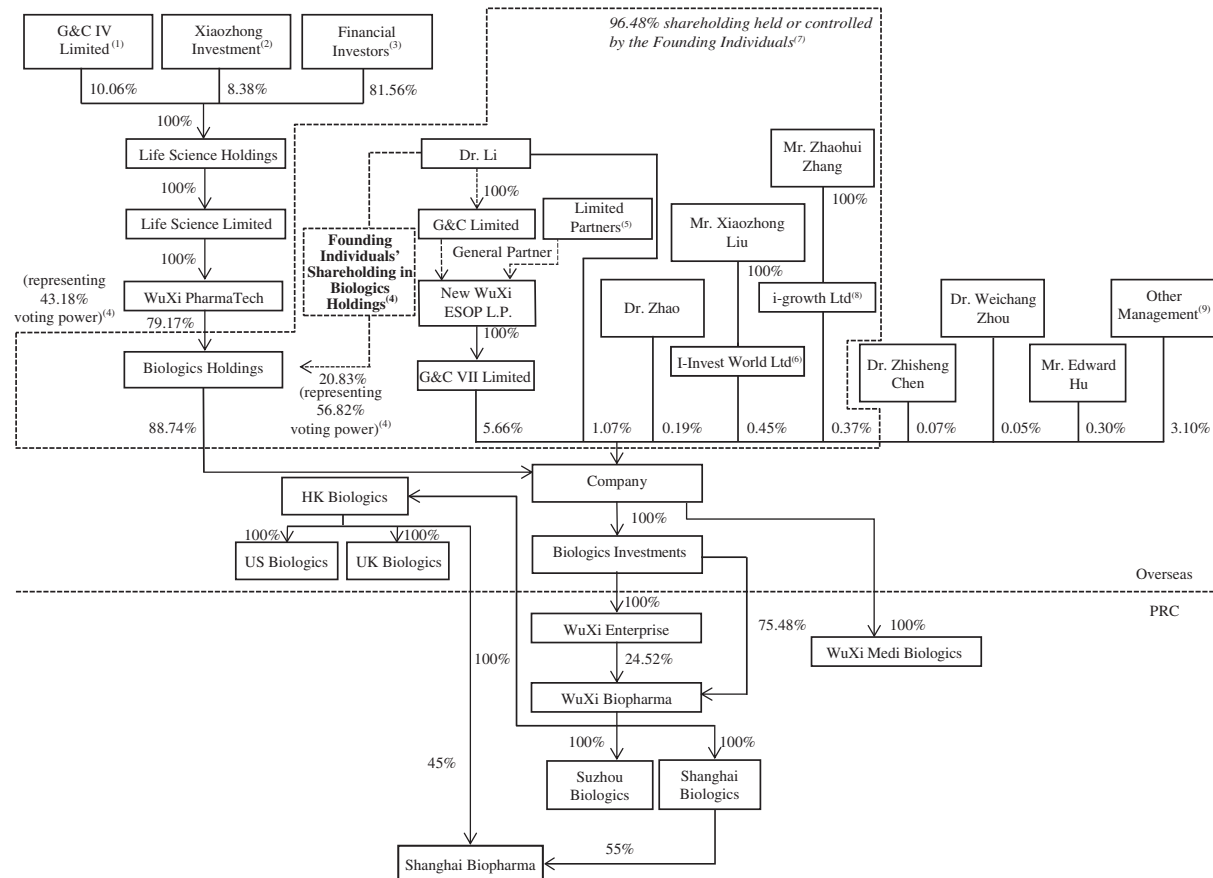 G&C IV
Limited(1)
Xiaozhong
Investment(2)
Financial
Investors(3)
96.48% shareholding held or controlled
by the Founding Individuals(7)
10.06%
8.38%
81.56%
100%
Life Science Holdings
100%
Life Science Limited
100%
(representing
43.18%
voting power)(4)
WuXi PharmaTech
79.17%
Biologics Holdings
88.74%
Founding
Individuals'
Shareholding in
Biologics
Holdings(4)
20.83%
(representing
56.82%
voting power)(4)
Dr. Li
100%
G&C Limited
Limited
Partners(5)
General Partner
New WuXi
ESOP L.P.
100%
G&C VII Limited
5.66%
1.07%
Dr. Zhao
0.19%
Mr. Xiaozhong
Liu
100%
I-Invest World Ltd(6)
0.45%
Mr. Zhaohui
Zhang
100%
i-growth Ltd(8)
0.37%
Dr. Zhisheng
Chen
0.07%
Dr. Weichang
Zhou
0.05%
Mr. Edward
Hu
0.30%
Other
Management(9)
3.10%
Company
HK Biologics
100%
100%
US Biologics
UK Biologics
100%
Biologics Investments
Overseas
PRC
100%
WuXi Enterprise
75.48%
100%
WuXi Medi Biologics
24.52%
100%
WuXi Biopharma
100%
100%
Suzhou
Biologics
Shanghai
Biologics
45%
55%
Shanghai Biopharma